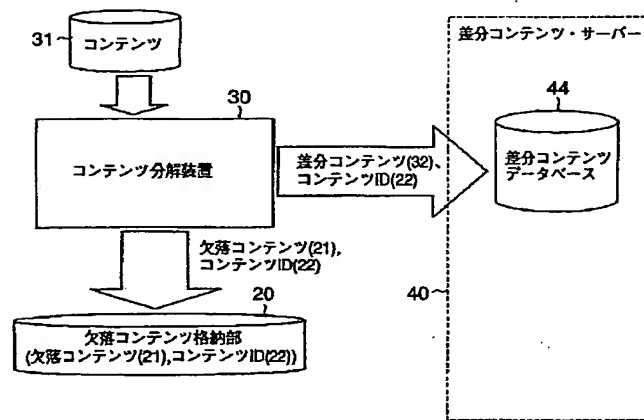 31
コンテンツ
30
コンテンツ分解装置
差分コンテンツ(32)、
コンテンツID(22)
欠落コンテンツ(21),
コンテンツID(22)
20
欠落コンテンツ格納部
(欠落コンテンツ(21),コンテンツID(22))
差分コンテンツ・サーバー
44
差分コンテンツ
データベース
40